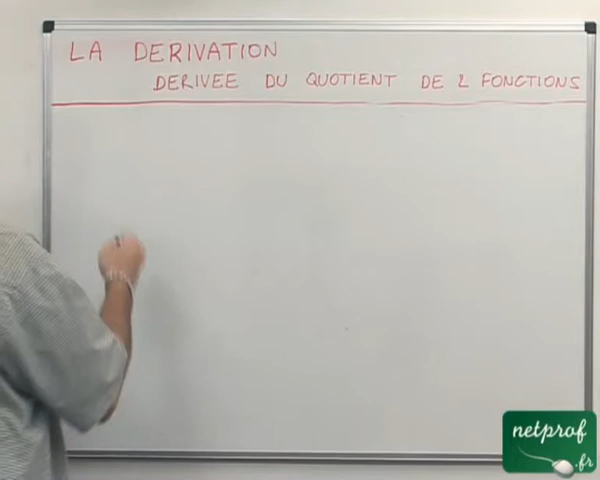 LA DERIVATION
DERIVEE DU QUOTIENT DE 2 FONCTIONS
netprof
.fr